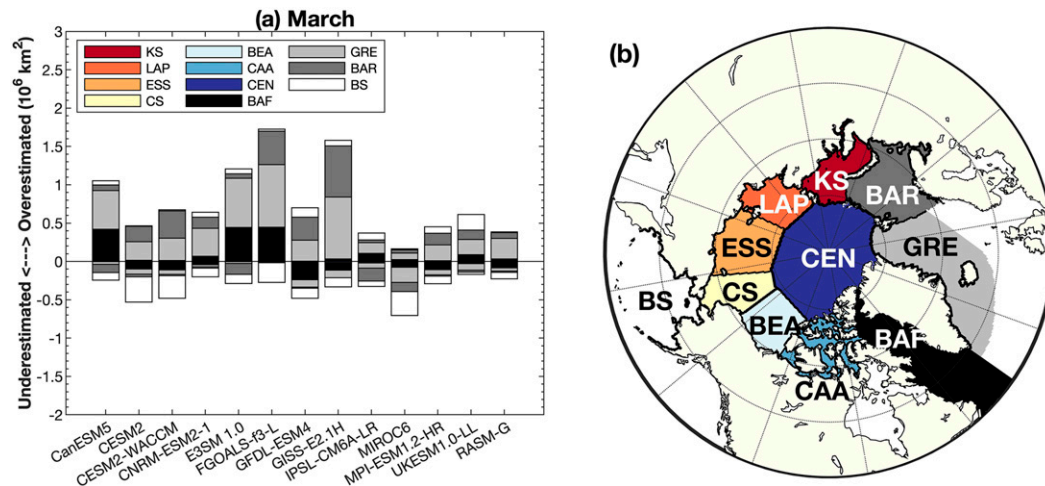 (a) March
Underestimated <----> Overestimated (10⁶ km²)
3
2.5
2
1.5
1
0.5
0
-0.5
-1
-1.5
-2
KS BEA GRE
LAP CAA BAR
ESS CEN BS
CS BAF
CanESM5
CESM2
CESM2-WACCM
CNRM-ESM2-1
E3SM 1.0
FGOALS-f3-L
GFDL-ESM4
GISS-E2.1H
IPSL-CM6A-LR
MIROC6
MPI-ESM1.2-HR
UKESM1.0-LL
RASM-G
(b)
KS
BAR
LAP
ESS
CEN
GRE
BS
CS
BEA
BAF
CAA